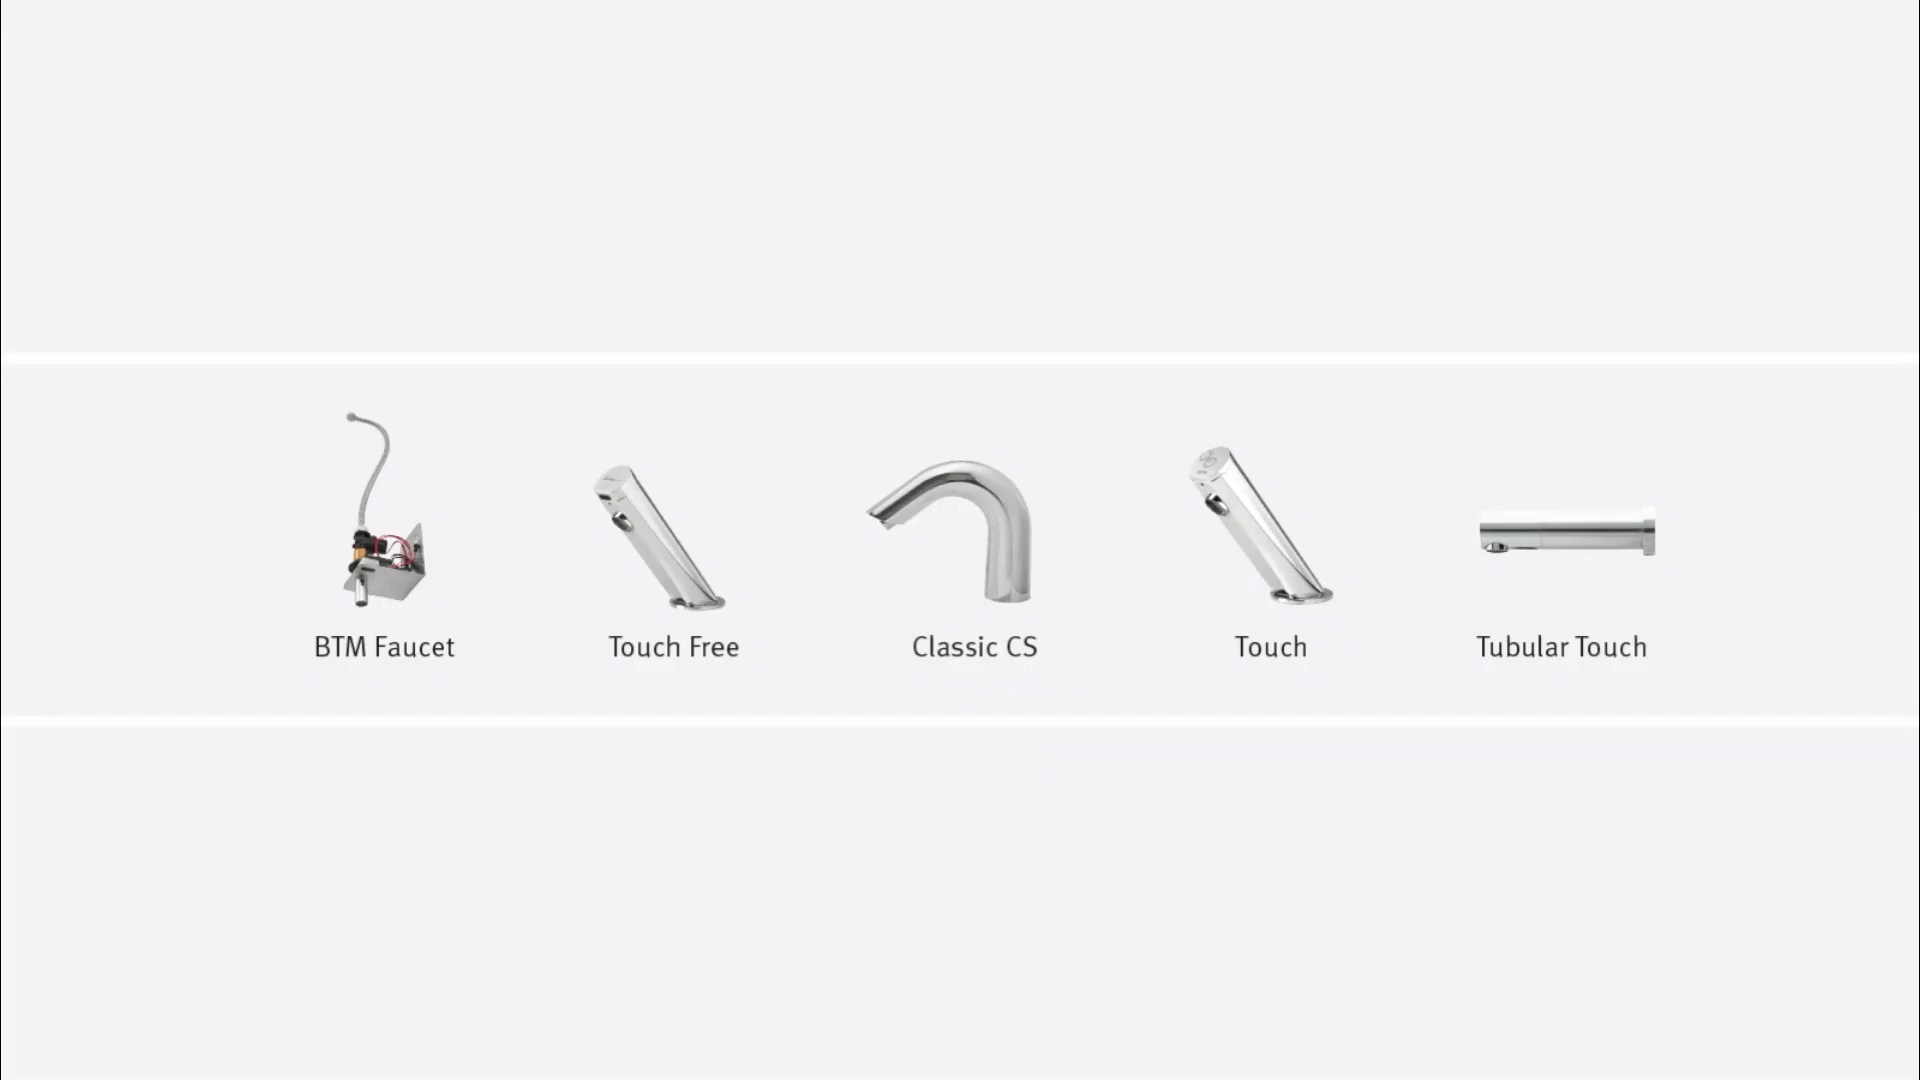 BTM Faucet
Touch Free
Classic CS
Touch
Tubular Touch